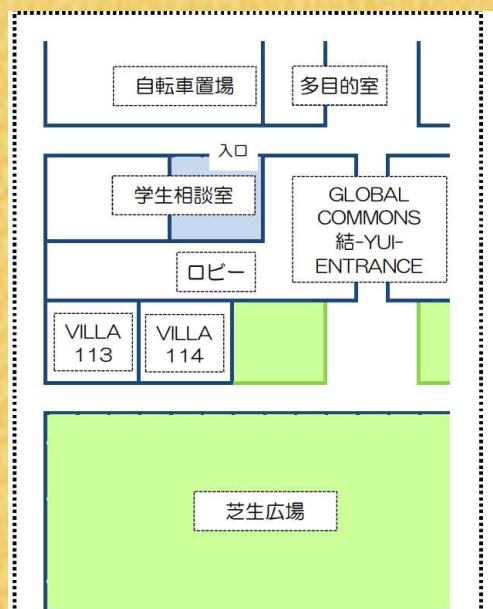 自転車置場
多目的室
入口
学生相談室
GLOBAL
COMMONS
結-YUI-
ENTRANCE
ロビー
VILLA
113
VILLA
114
芝生広場